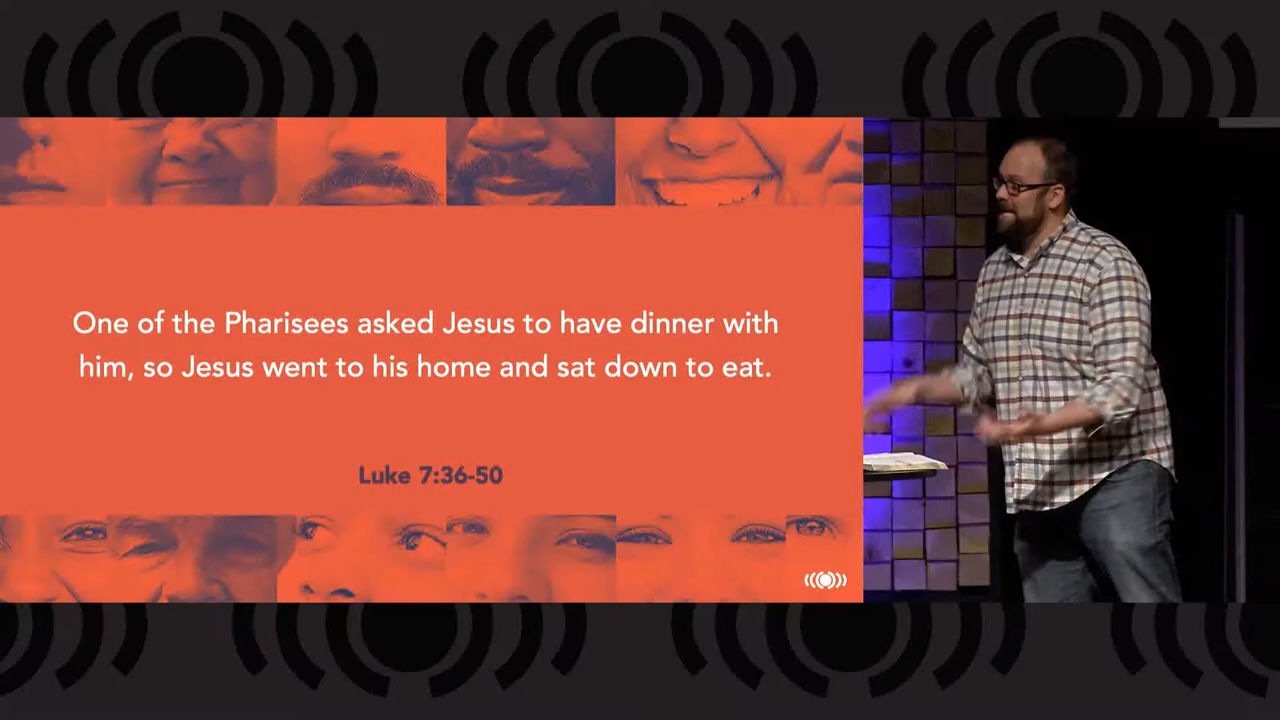 One of the Pharisees asked Jesus to have dinner with
him, so Jesus went to his home and sat down to eat.
Luke 7:36-50